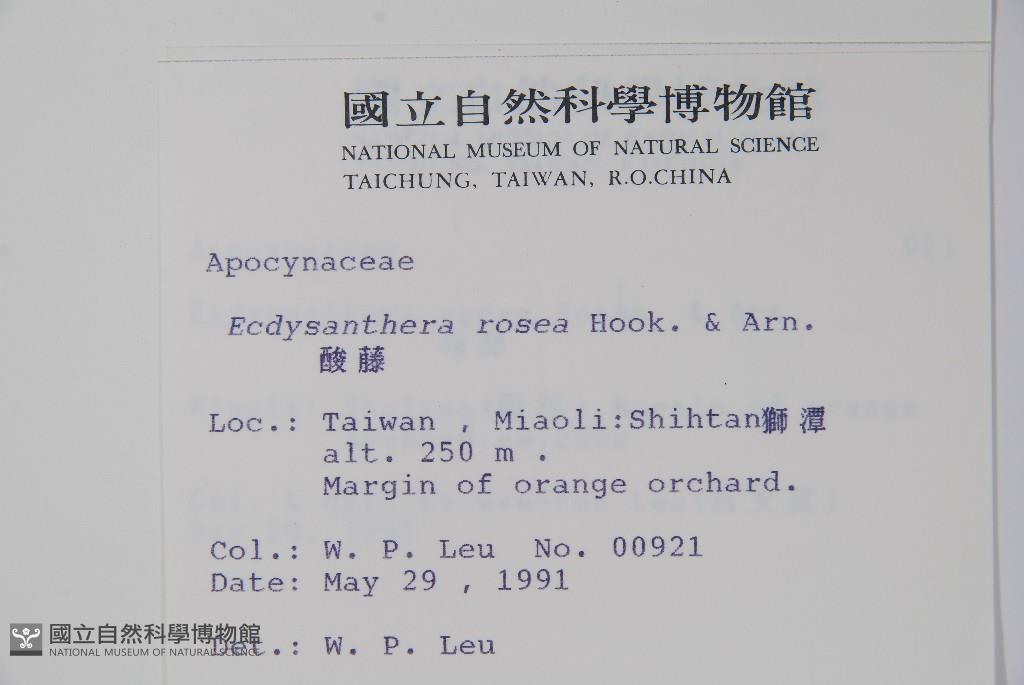 國立自然科學博物館
NATIONAL MUSEUM OF NATURAL SCIENCE
TAICHUNG, TAIWAN, R.O.CHINA
Apocynaceae
Ecdysanthera rosea Hook. & Arn.
酸藤
Loc.: Taiwan , Miaoli:Shihtan獅潭
alt. 250 m .
Margin of orange orchard.
Col.: W. P. Leu No. 00921
Date: May 29 , 1991
Det.: W. P. Leu
國立自然科學博物館
NATIONAL MUSEUM OF NATURAL SCIENCE